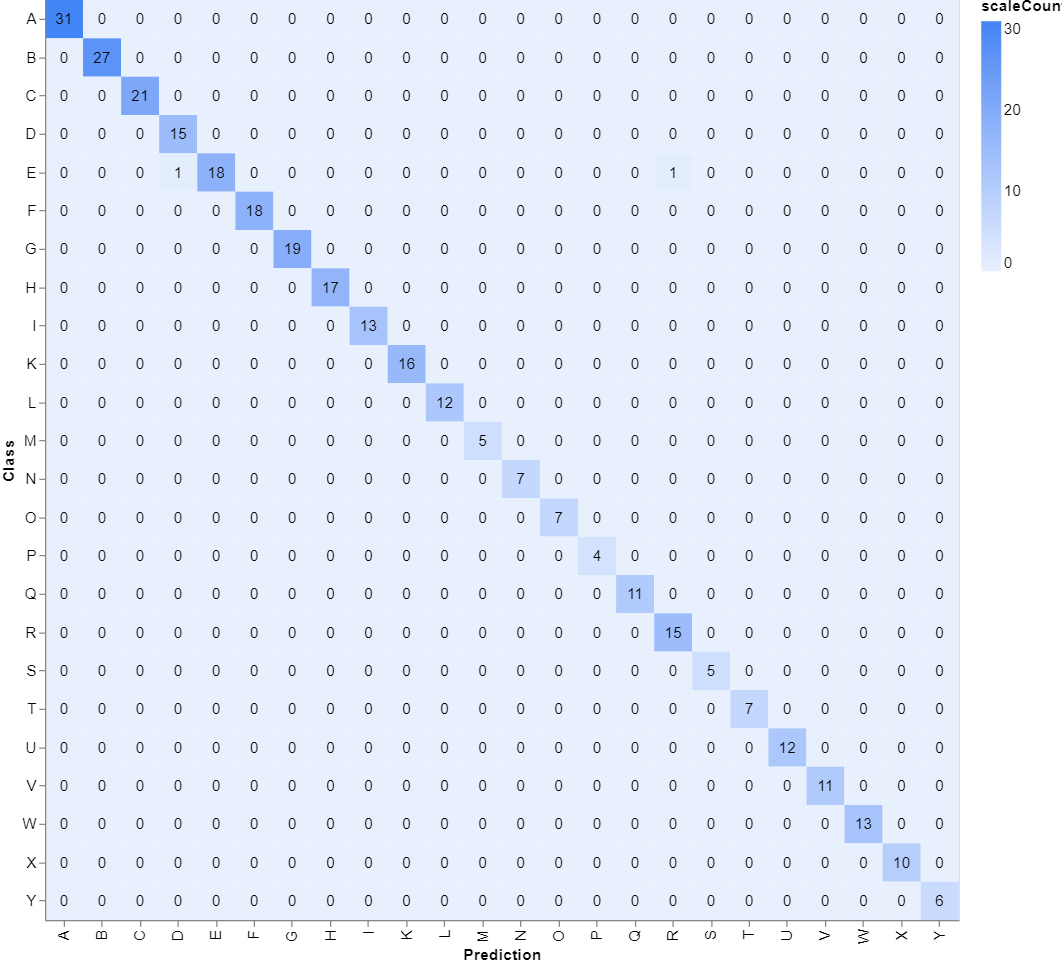 scaleCoun
A 31 0 0 0 0 0 0 0 0 0 0 0 0 0 0 0 0 0 0 0 0 0 0 0 30
B 0 27 0 0 0 0 0 0 0 0 0 0 0 0 0 0 0 0 0 0 0 0 0 0
C 0 0 21 0 0 0 0 0 0 0 0 0 0 0 0 0 0 0 0 0 0 0 0 0 20
D 0 0 0 15 0 0 0 0 0 0 0 0 0 0 0 0 0 0 0 0 0 0 0 0
E 0 0 0 1 18 0 0 0 0 0 0 0 0 0 0 0 1 0 0 0 0 0 0 0 10
F 0 0 0 0 0 18 0 0 0 0 0 0 0 0 0 0 0 0 0 0 0 0 0 0
G 0 0 0 0 0 0 19 0 0 0 0 0 0 0 0 0 0 0 0 0 0 0 0 0 0
H 0 0 0 0 0 0 0 17 0 0 0 0 0 0 0 0 0 0 0 0 0 0 0 0
I 0 0 0 0 0 0 0 0 13 0 0 0 0 0 0 0 0 0 0 0 0 0 0 0
K 0 0 0 0 0 0 0 0 0 16 0 0 0 0 0 0 0 0 0 0 0 0 0 0
L 0 0 0 0 0 0 0 0 0 0 12 0 0 0 0 0 0 0 0 0 0 0 0 0
Class
M 0 0 0 0 0 0 0 0 0 0 0 5 0 0 0 0 0 0 0 0 0 0 0 0
N 0 0 0 0 0 0 0 0 0 0 0 0 7 0 0 0 0 0 0 0 0 0 0 0
O 0 0 0 0 0 0 0 0 0 0 0 0 0 7 0 0 0 0 0 0 0 0 0 0
P 0 0 0 0 0 0 0 0 0 0 0 0 0 0 4 0 0 0 0 0 0 0 0 0
Q 0 0 0 0 0 0 0 0 0 0 0 0 0 0 0 11 0 0 0 0 0 0 0 0
R 0 0 0 0 0 0 0 0 0 0 0 0 0 0 0 0 15 0 0 0 0 0 0 0
S 0 0 0 0 0 0 0 0 0 0 0 0 0 0 0 0 0 5 0 0 0 0 0 0
T 0 0 0 0 0 0 0 0 0 0 0 0 0 0 0 0 0 0 7 0 0 0 0 0
U 0 0 0 0 0 0 0 0 0 0 0 0 0 0 0 0 0 0 0 12 0 0 0 0
V 0 0 0 0 0 0 0 0 0 0 0 0 0 0 0 0 0 0 0 0 11 0 0 0
W 0 0 0 0 0 0 0 0 0 0 0 0 0 0 0 0 0 0 0 0 0 13 0 0
X 0 0 0 0 0 0 0 0 0 0 0 0 0 0 0 0 0 0 0 0 0 0 10 0
Y 0 0 0 0 0 0 0 0 0 0 0 0 0 0 0 0 0 0 0 0 0 0 0 6
A B C D E F G H I K L M N O P Q R S T U V W X Y
Prediction